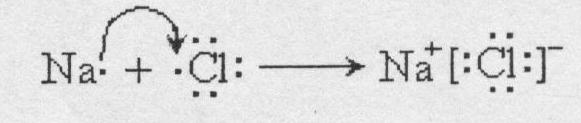 Na· + ·Cl: ⟶ Na⁺[:Cl:]⁻